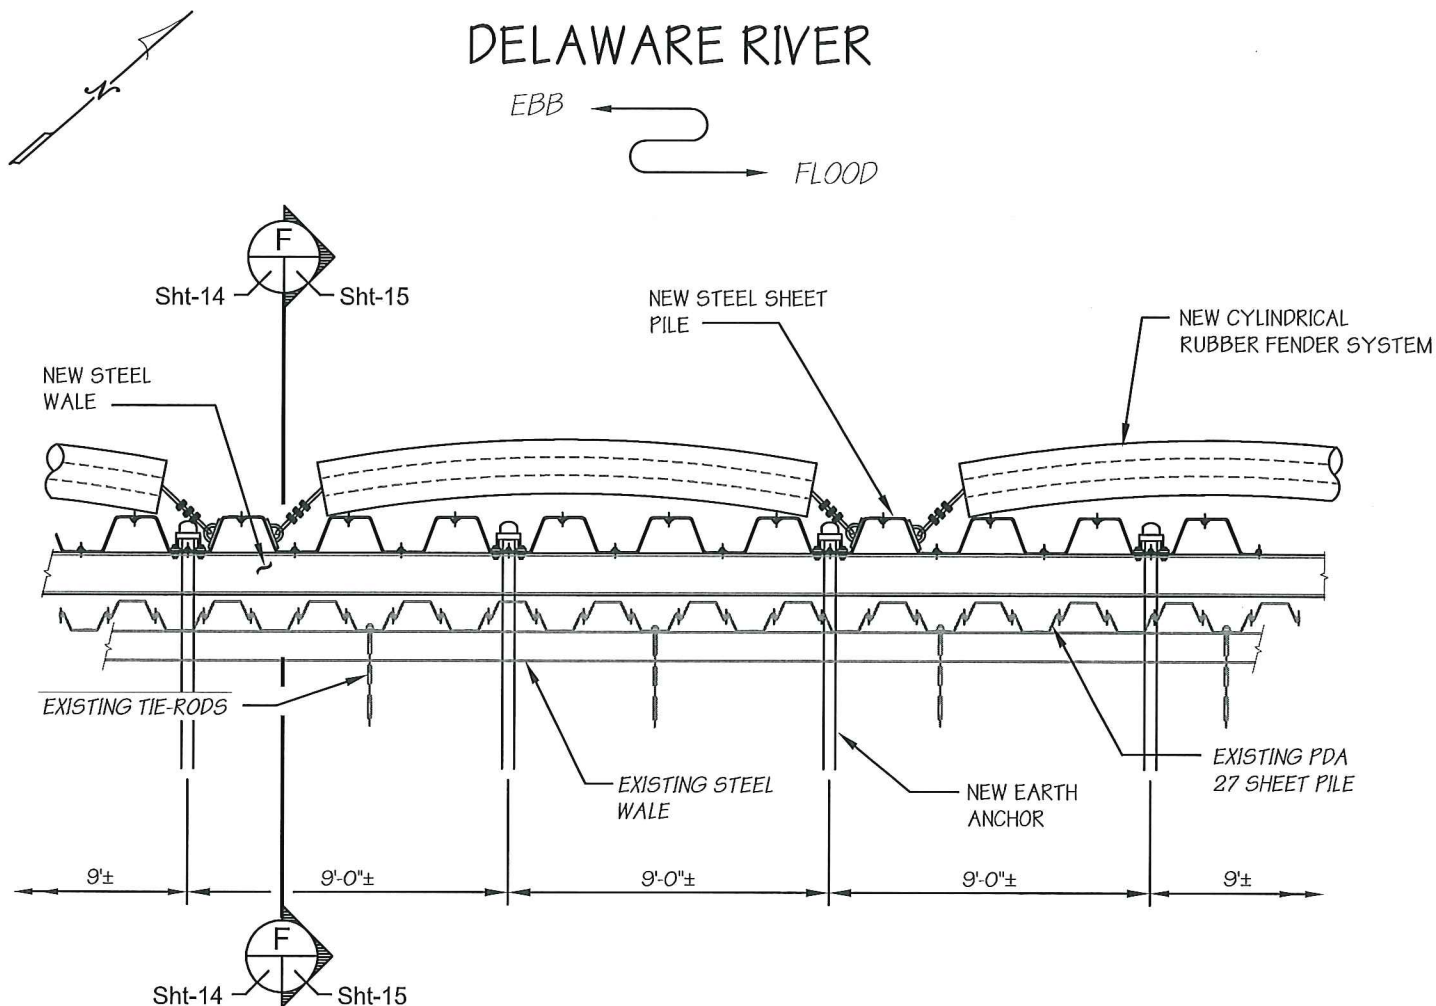 DELAWARE RIVER
N
EBB
FLOOD
F
Sht-14
Sht-15
NEW STEEL SHEET
PILE
NEW CYLINDRICAL
RUBBER FENDER SYSTEM
NEW STEEL
WALE
EXISTING TIE-RODS
EXISTING STEEL
WALE
NEW EARTH
ANCHOR
EXISTING PDA
27 SHEET PILE
9'±
9'-0"±
9'-0"±
9'-0"±
9'±
F
Sht-14
Sht-15